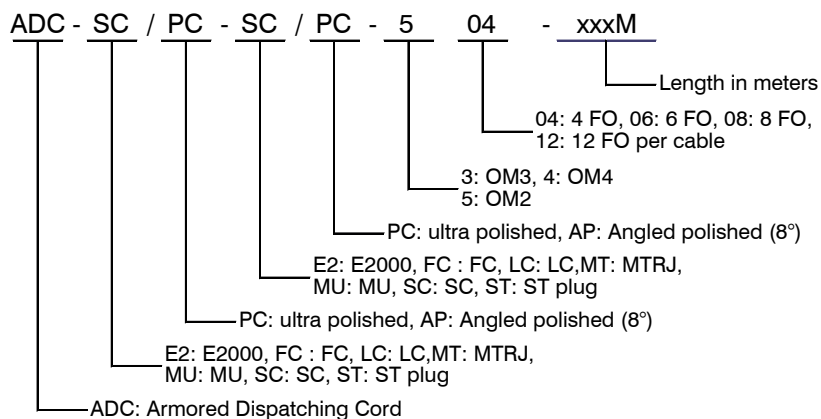 ADC - SC / PC - SC / PC - 5 04 - xxxM
Length in meters
04: 4 FO, 06: 6 FO, 08: 8 FO,
12: 12 FO per cable
3: OM3, 4: OM4
5: OM2
PC: ultra polished, AP: Angled polished (8°)
E2: E2000, FC : FC, LC: LC,MT: MTRJ,
MU: MU, SC: SC, ST: ST plug
PC: ultra polished, AP: Angled polished (8°)
E2: E2000, FC : FC, LC: LC,MT: MTRJ,
MU: MU, SC: SC, ST: ST plug
ADC: Armored Dispatching Cord